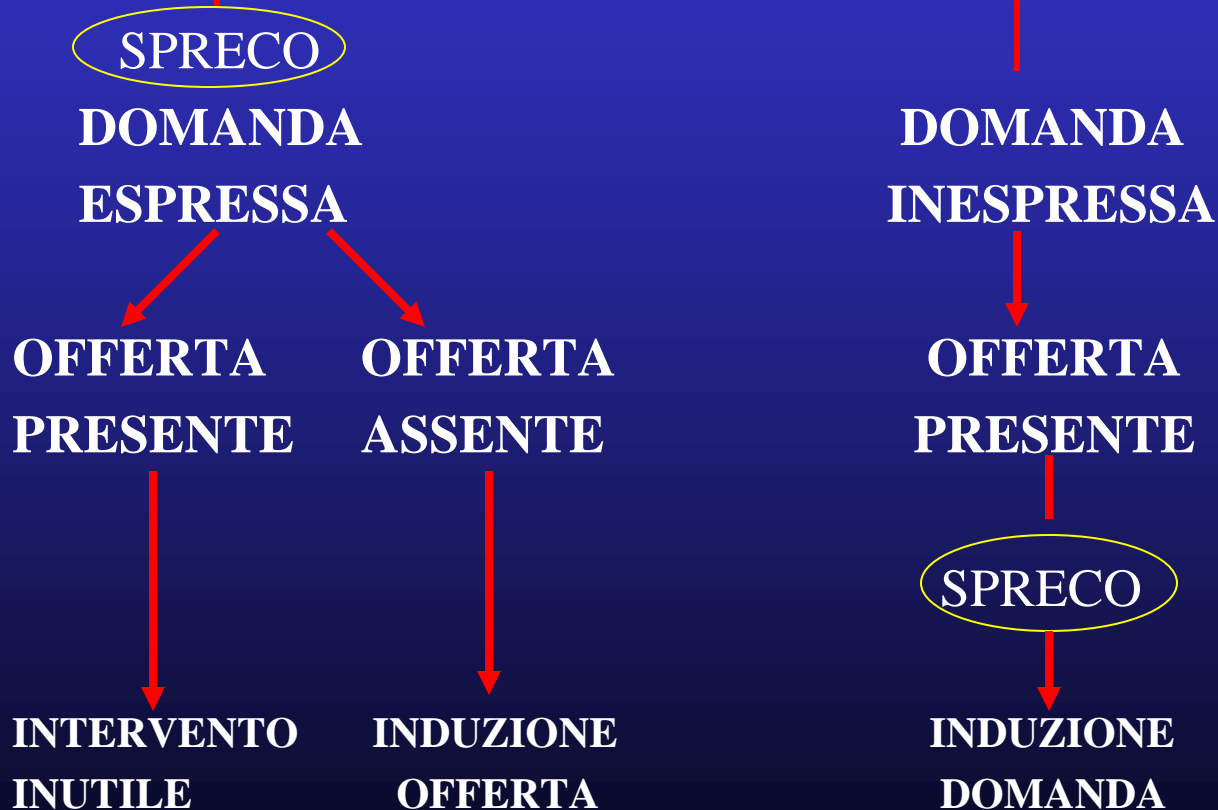 SPRECO
DOMANDA
ESPRESSA
DOMANDA
INESPRESSA
OFFERTA
PRESENTE
OFFERTA
ASSENTE
OFFERTA
PRESENTE
SPRECO
INTERVENTO
INUTILE
INDUZIONE
OFFERTA
INDUZIONE
DOMANDA